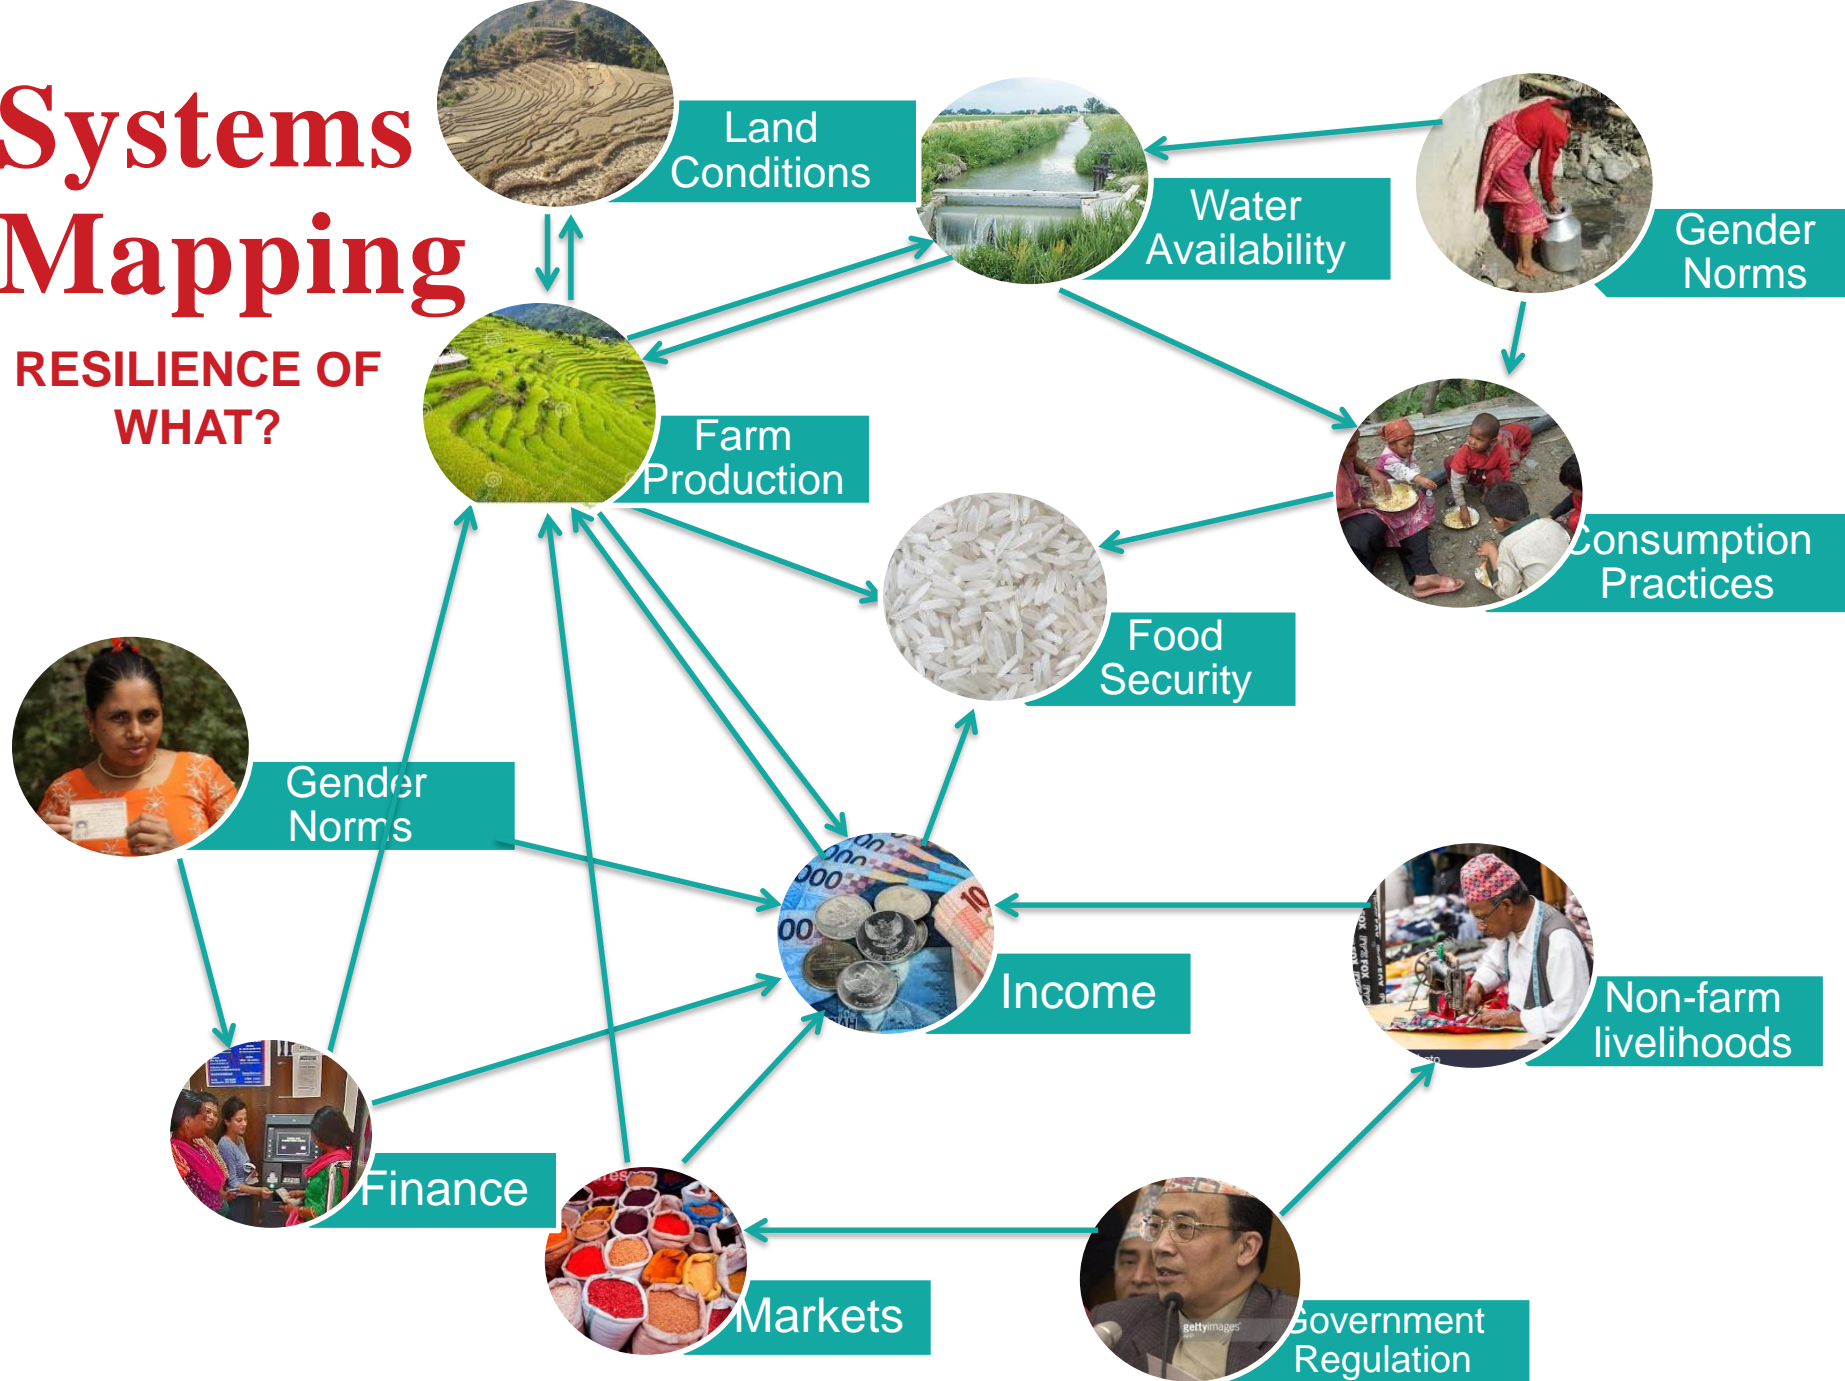 Systems
Mapping
RESILIENCE OF
WHAT?
Land
Conditions
Water
Availability
Gender
Norms
Farm
Production
Consumption
Practices
Food
Security
Gender
Norms
Income
Non-farm
livelihoods
Finance
Markets
Government
Regulation
gettyimages